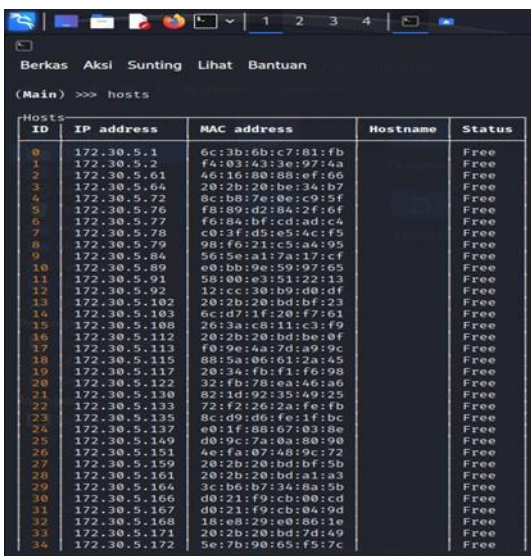 1 2 3 4
Berkas Aksi Sunting Lihat Bantuan
(Main) >>> hosts
Hosts
ID IP address MAC address Hostname Status
0 172.30.5.1 6c:3b:6b:c7:81:fb Free
1 172.30.5.2 f4:03:43:3e:97:4a Free
2 172.30.5.61 46:16:80:88:ef:66 Free
3 172.30.5.64 20:2b:20:be:34:b7 Free
4 172.30.5.72 8c:b8:7e:0e:c9:5f Free
5 172.30.5.76 f8:89:d2:84:2f:6f Free
6 172.30.5.77 f6:84:bf:cd:ad:c4 Free
7 172.30.5.78 c0:3f:d5:e5:4c:f5 Free
8 172.30.5.79 98:f6:21:c5:a4:95 Free
9 172.30.5.84 56:5e:a1:7a:17:cf Free
10 172.30.5.89 e0:bb:9e:59:97:65 Free
11 172.30.5.91 58:00:e3:51:22:13 Free
12 172.30.5.92 12:cc:30:b9:d0:df Free
13 172.30.5.102 20:2b:20:bd:bf:23 Free
14 172.30.5.103 6c:d7:1f:20:f7:61 Free
15 172.30.5.108 26:3a:c8:11:c3:f9 Free
16 172.30.5.112 20:2b:20:bd:be:0f Free
17 172.30.5.113 f0:9e:4a:7d:a9:9c Free
18 172.30.5.115 88:5a:06:61:2a:45 Free
19 172.30.5.117 20:34:fb:f1:f6:98 Free
20 172.30.5.122 32:fb:78:ea:46:a6 Free
21 172.30.5.130 82:1d:92:35:49:25 Free
22 172.30.5.133 72:f2:26:2a:fe:fb Free
23 172.30.5.135 8c:d9:d6:fe:1f:bc Free
24 172.30.5.137 e0:1f:88:67:03:8e Free
25 172.30.5.149 d0:9c:7a:0a:80:90 Free
26 172.30.5.151 4e:fa:07:48:9c:72 Free
27 172.30.5.159 20:2b:20:bd:bf:5b Free
28 172.30.5.161 20:2b:20:bd:a1:a3 Free
29 172.30.5.164 3c:b6:b7:34:8a:5b Free
30 172.30.5.166 d0:21:f9:cb:00:cd Free
31 172.30.5.167 d0:21:f9:cb:04:9d Free
32 172.30.5.168 18:e8:29:e0:86:1e Free
33 172.30.5.171 20:2b:20:bd:7d:49 Free
34 172.30.5.172 5e:7b:90:65:f5:7c Free